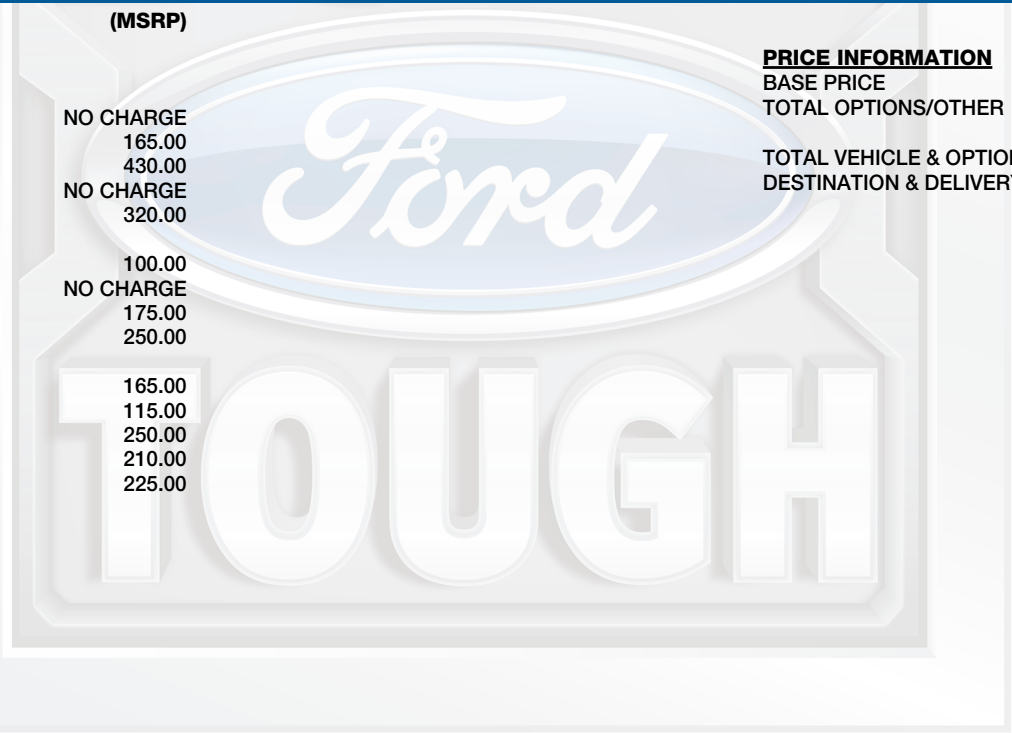 (MSRP)
NO CHARGE
165.00
430.00
NO CHARGE
320.00
100.00
NO CHARGE
175.00
250.00
165.00
115.00
250.00
210.00
225.00
PRICE INFORMATION
BASE PRICE
TOTAL OPTIONS/OTHER
TOTAL VEHICLE & OPTION
DESTINATION & DELIVERY
Ford
TOUGH